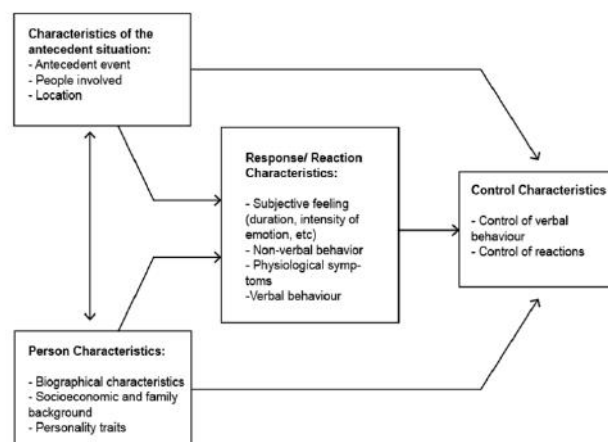 Characteristics of the
antecedent situation:
- Antecedent event
- People involved
- Location
Response/ Reaction
Characteristics:
- Subjective feeling
(duration, intensity of
emotion, etc)
- Non-verbal behavior
- Physiological symp-
toms
-Verbal behaviour
Control Characteristics
- Control of verbal
behaviour
- Control of reactions
Person Characteristics:
- Biographical characteristics
- Socioeconomic and family
background
- Personality traits